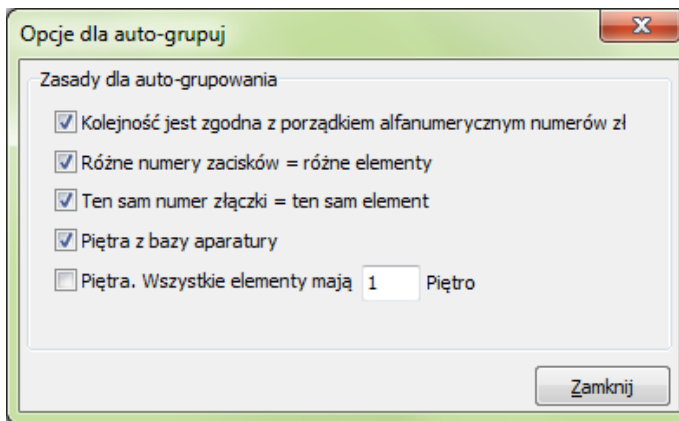 Opcje dla auto-grupuj
Zasady dla auto-grupowania
Kolejność jest zgodna z porządkiem alfanumerycznym numerów zł
Różne numery zacisków = różne elementy
Ten sam numer złączki = ten sam element
Piętra z bazy aparatury
Piętra. Wszystkie elementy mają 1 Piętro
Zamknij